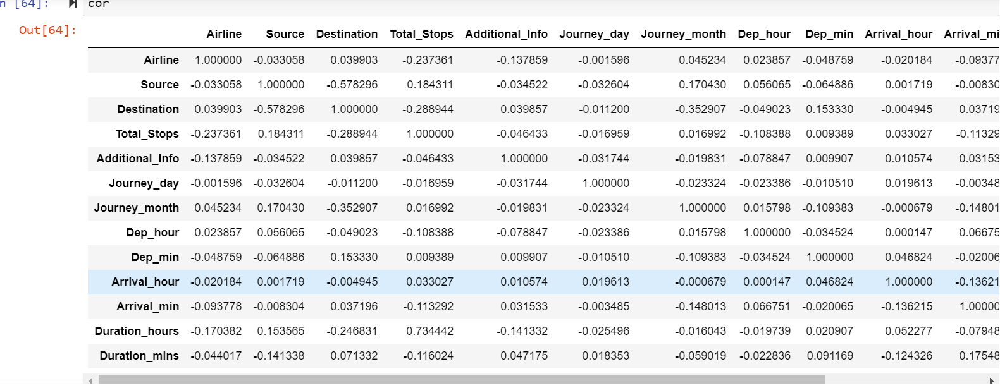 n [64]: cor
Out[64]:
Airline Source Destination Total_Stops Additional_Info Journey_day Journey_month Dep_hour Dep_min Arrival_hour Arrival_mi
Airline 1.000000 -0.033058 0.039903 -0.237361 -0.137859 -0.001596 0.045234 0.023857 -0.048759 -0.020184 -0.09377
Source -0.033058 1.000000 -0.578296 0.184311 -0.034522 -0.032604 0.170430 0.056065 -0.064886 0.001719 -0.00830
Destination 0.039903 -0.578296 1.000000 -0.288944 0.039857 -0.011200 -0.352907 -0.049023 0.153330 -0.004945 0.03719
Total_Stops -0.237361 0.184311 -0.288944 1.000000 -0.046433 -0.016959 0.016992 -0.108388 0.009389 0.033027 -0.11329
Additional_Info -0.137859 -0.034522 0.039857 -0.046433 1.000000 -0.031744 -0.019831 -0.078847 0.009907 0.010574 0.03153
Journey_day -0.001596 -0.032604 -0.011200 -0.016959 -0.031744 1.000000 -0.023324 -0.023386 -0.010510 0.019613 -0.00348
Journey_month 0.045234 0.170430 -0.352907 0.016992 -0.019831 -0.023324 1.000000 0.015798 -0.109383 -0.000679 -0.14801
Dep_hour 0.023857 0.056065 -0.049023 -0.108388 -0.078847 -0.023386 0.015798 1.000000 -0.034524 0.000147 0.06675
Dep_min -0.048759 -0.064886 0.153330 0.009389 0.009907 -0.010510 -0.109383 -0.034524 1.000000 0.046824 -0.02006
Arrival_hour -0.020184 0.001719 -0.004945 0.033027 0.010574 0.019613 -0.000679 0.000147 0.046824 1.000000 -0.13621
Arrival_min -0.093778 -0.008304 0.037196 -0.113292 0.031533 -0.003485 -0.148013 0.066751 -0.020065 -0.136215 1.00000
Duration_hours -0.170382 0.153565 -0.246831 0.734442 -0.141332 -0.025496 -0.016043 -0.019739 0.020907 0.052277 -0.07948
Duration_mins -0.044017 -0.141338 0.071332 -0.116024 0.047175 0.018353 -0.059019 -0.022836 0.091169 -0.124326 0.17548